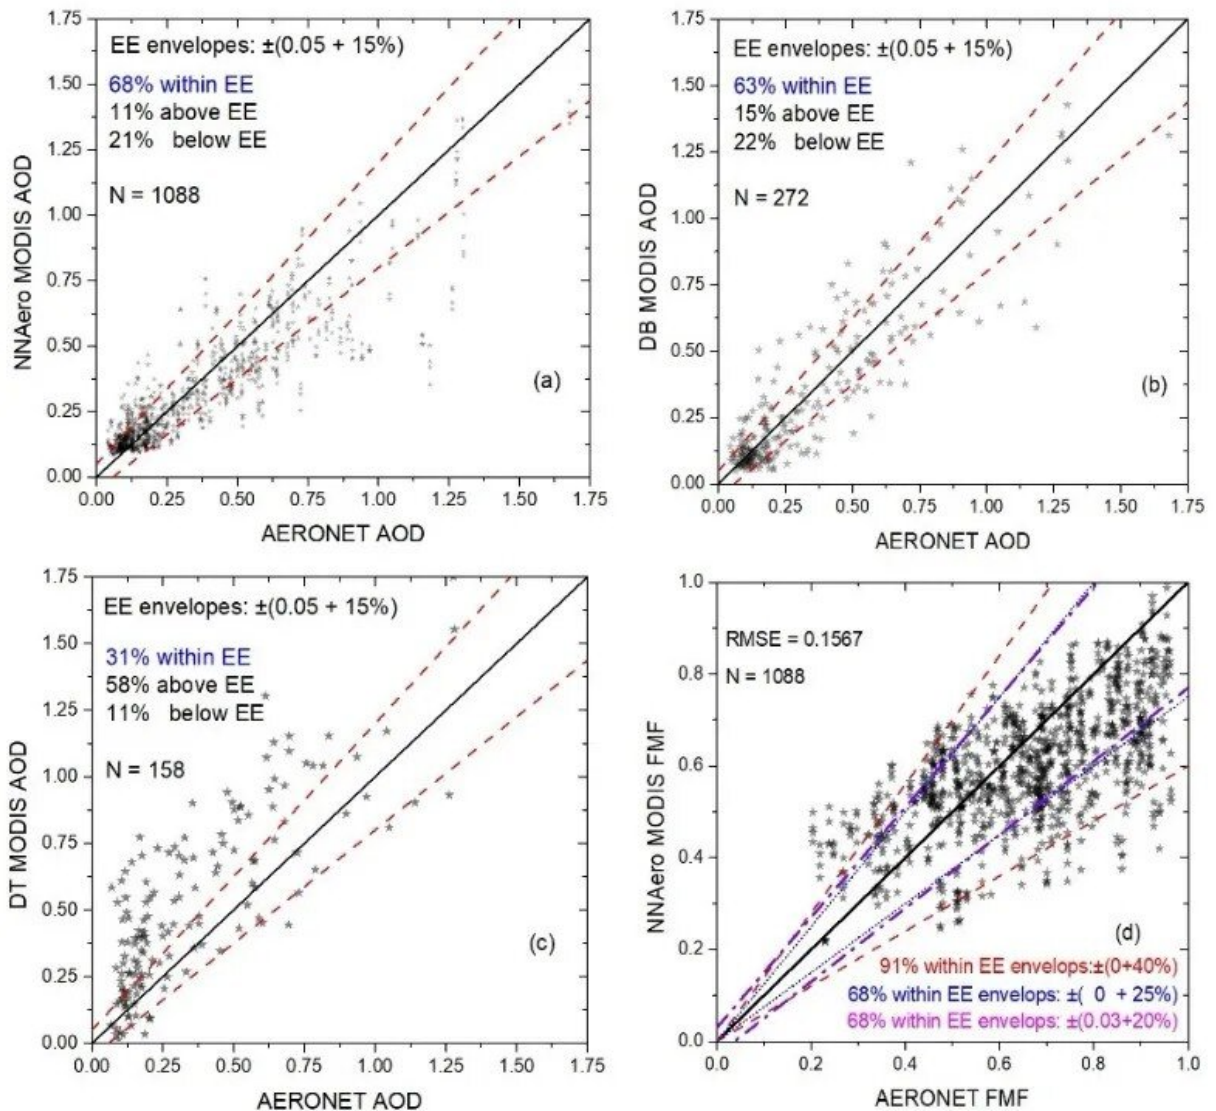 1.75
1.50
1.25
1.00
0.75
0.50
0.25
0.00
NNAero MODIS AOD
EE envelopes: ±(0.05 + 15%)
68% within EE
11% above EE
21% below EE
N = 1088
(a)
0.00 0.25 0.50 0.75 1.00 1.25 1.50 1.75
AERONET AOD
1.75
1.50
1.25
1.00
0.75
0.50
0.25
0.00
DB MODIS AOD
EE envelopes: ±(0.05 + 15%)
63% within EE
15% above EE
22% below EE
N = 272
(b)
0.00 0.25 0.50 0.75 1.00 1.25 1.50 1.75
AERONET AOD
1.75
1.50
1.25
1.00
0.75
0.50
0.25
0.00
DT MODIS AOD
EE envelopes: ±(0.05 + 15%)
31% within EE
58% above EE
11% below EE
N = 158
(c)
0.00 0.25 0.50 0.75 1.00 1.25 1.50 1.75
AERONET AOD
1.0
0.8
0.6
0.4
0.2
0.0
NNAero MODIS FMF
RMSE = 0.1567
N = 1088
(d)
91% within EE envelops:±(0+40%)
68% within EE envelops: ±( 0 + 25%)
68% within EE envelops: ±(0.03+20%)
0.2 0.4 0.6 0.8 1.0
AERONET FMF